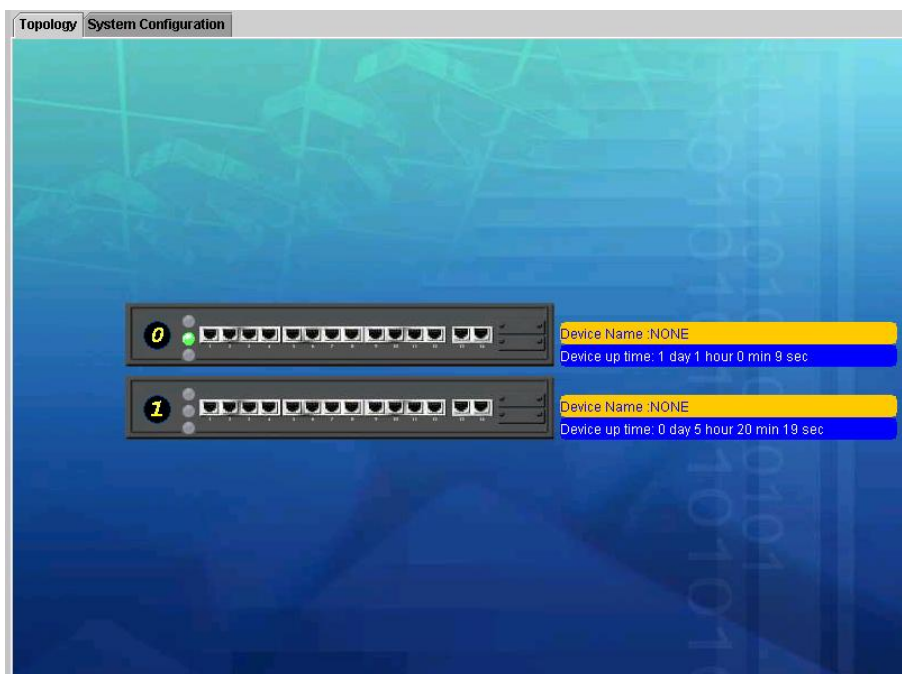 Topology System Configuration
0
Device Name :NONE
Device up time: 1 day 1 hour 0 min 9 sec
1
Device Name :NONE
Device up time: 0 day 5 hour 20 min 19 sec